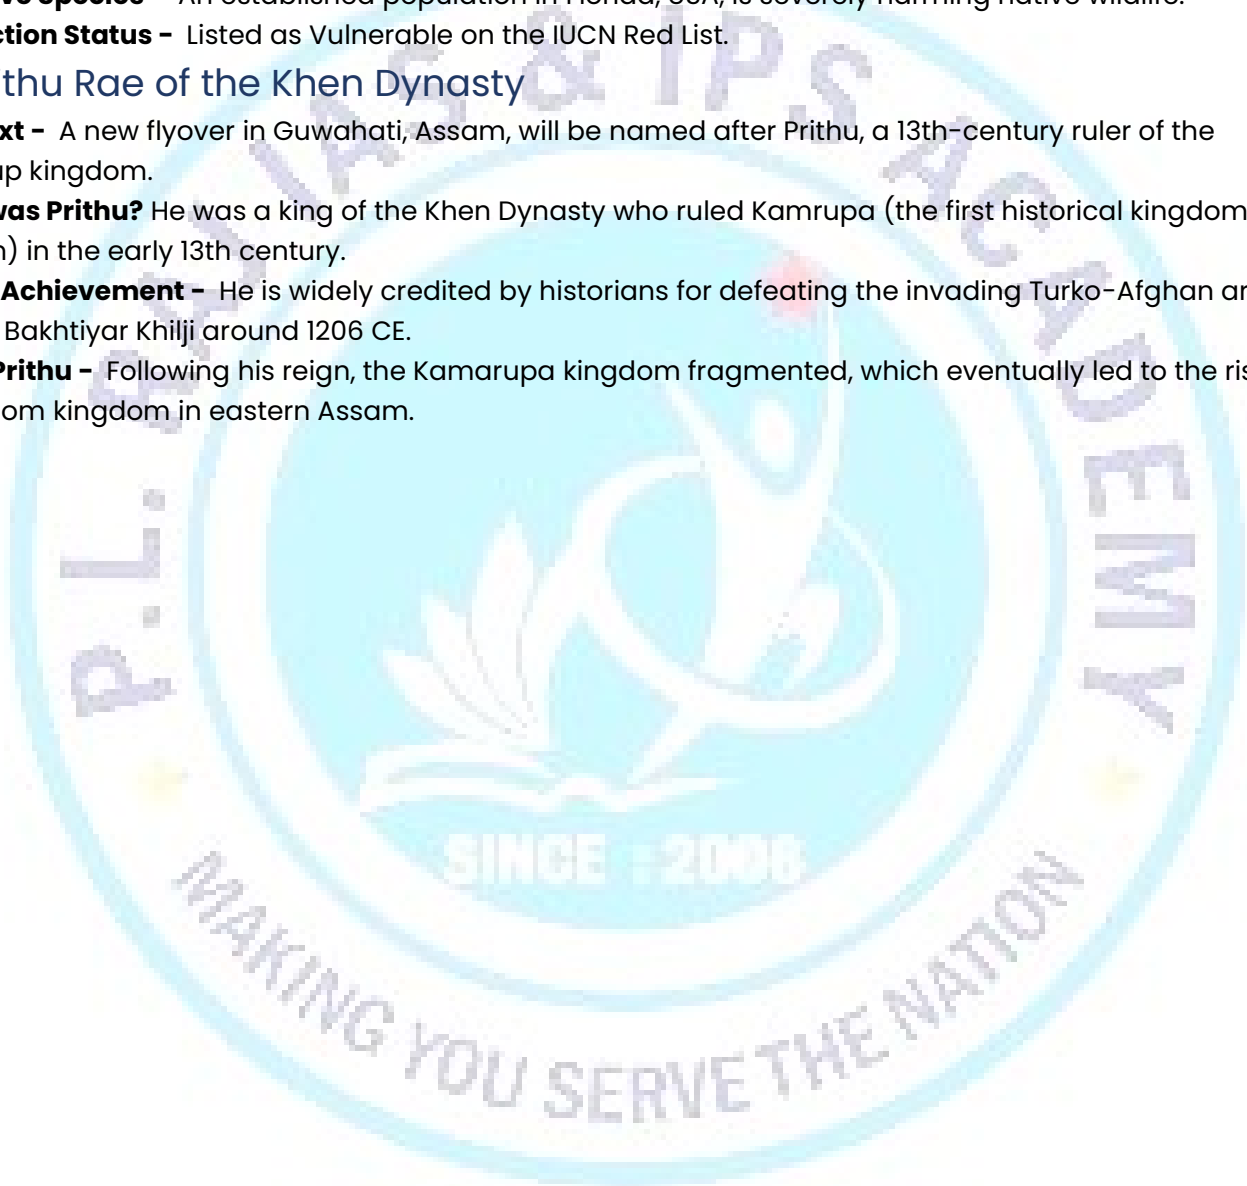 ve species - An established population in Florida, USA, is severely harming native wildlife.
ction Status - Listed as Vulnerable on the IUCN Red List.
thu Rae of the Khen Dynasty
xt - A new flyover in Guwahati, Assam, will be named after Prithu, a 13th-century ruler of the
up kingdom.
was Prithu? He was a king of the Khen Dynasty who ruled Kamrupa (the first historical kingdom
) in the early 13th century.
Achievement - He is widely credited by historians for defeating the invading Turko-Afghan ar
Bakhtiyar Khilji around 1206 CE.
Prithu - Following his reign, the Kamarupa kingdom fragmented, which eventually led to the ris
om kingdom in eastern Assam.
P.L. RAJ IAS & IPS ACADEMY
SINCE : 2006
MAKING YOU SERVE THE NATION